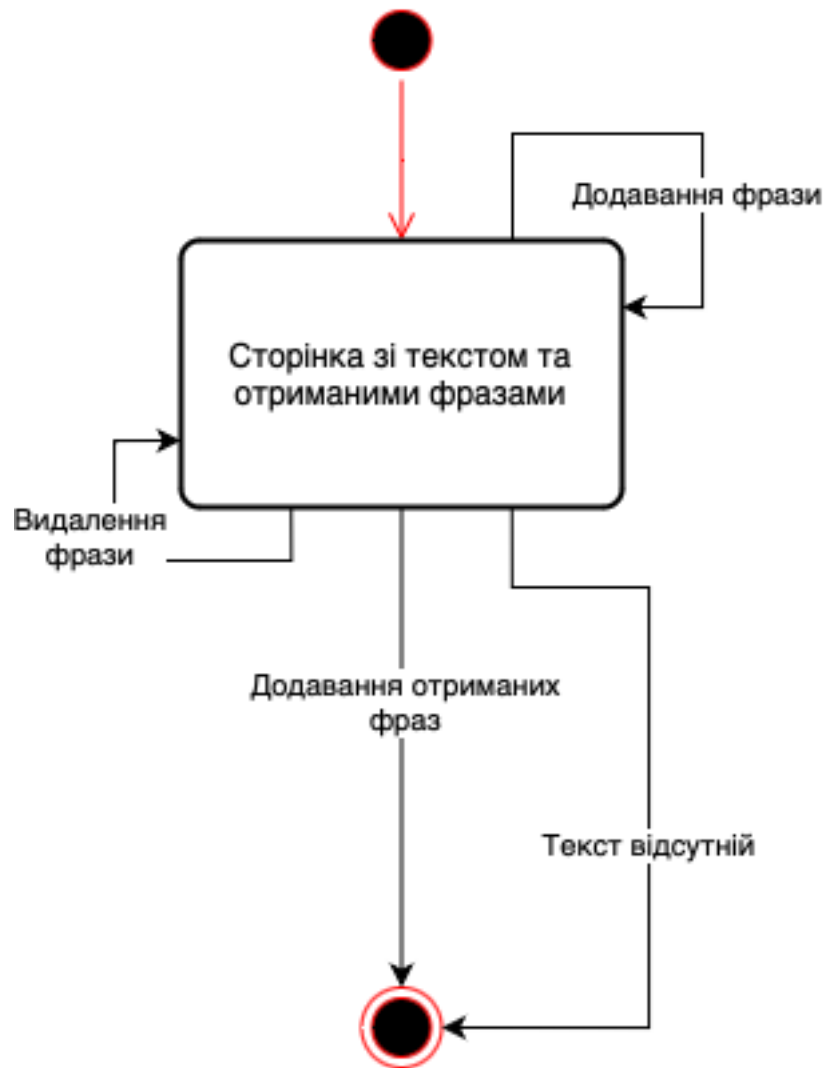 Додавання фрази
Сторінка зі текстом та
отриманими фразами
Видалення
фрази
Додавання отриманих
фраз
Текст відсутній